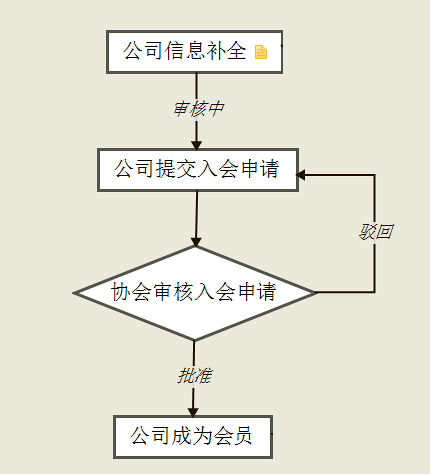 公司信息补全
审核中
公司提交入会申请
驳回
协会审核入会申请
批准
公司成为会员